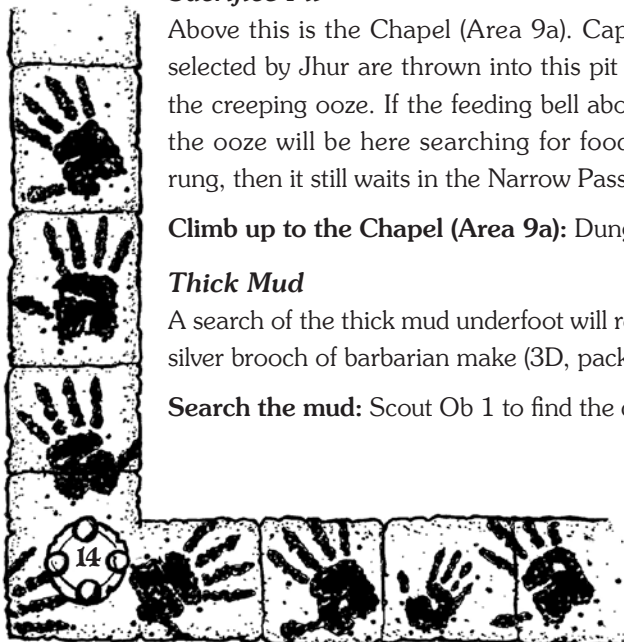 Above this is the Chapel (Area 9a). Cap
selected by Jhur are thrown into this pit
the creeping ooze. If the feeding bell abo
the ooze will be here searching for food
rung, then it still waits in the Narrow Pass
Climb up to the Chapel (Area 9a): Dung
Thick Mud
A search of the thick mud underfoot will r
silver brooch of barbarian make (3D, pack
Search the mud: Scout Ob 1 to find the
14